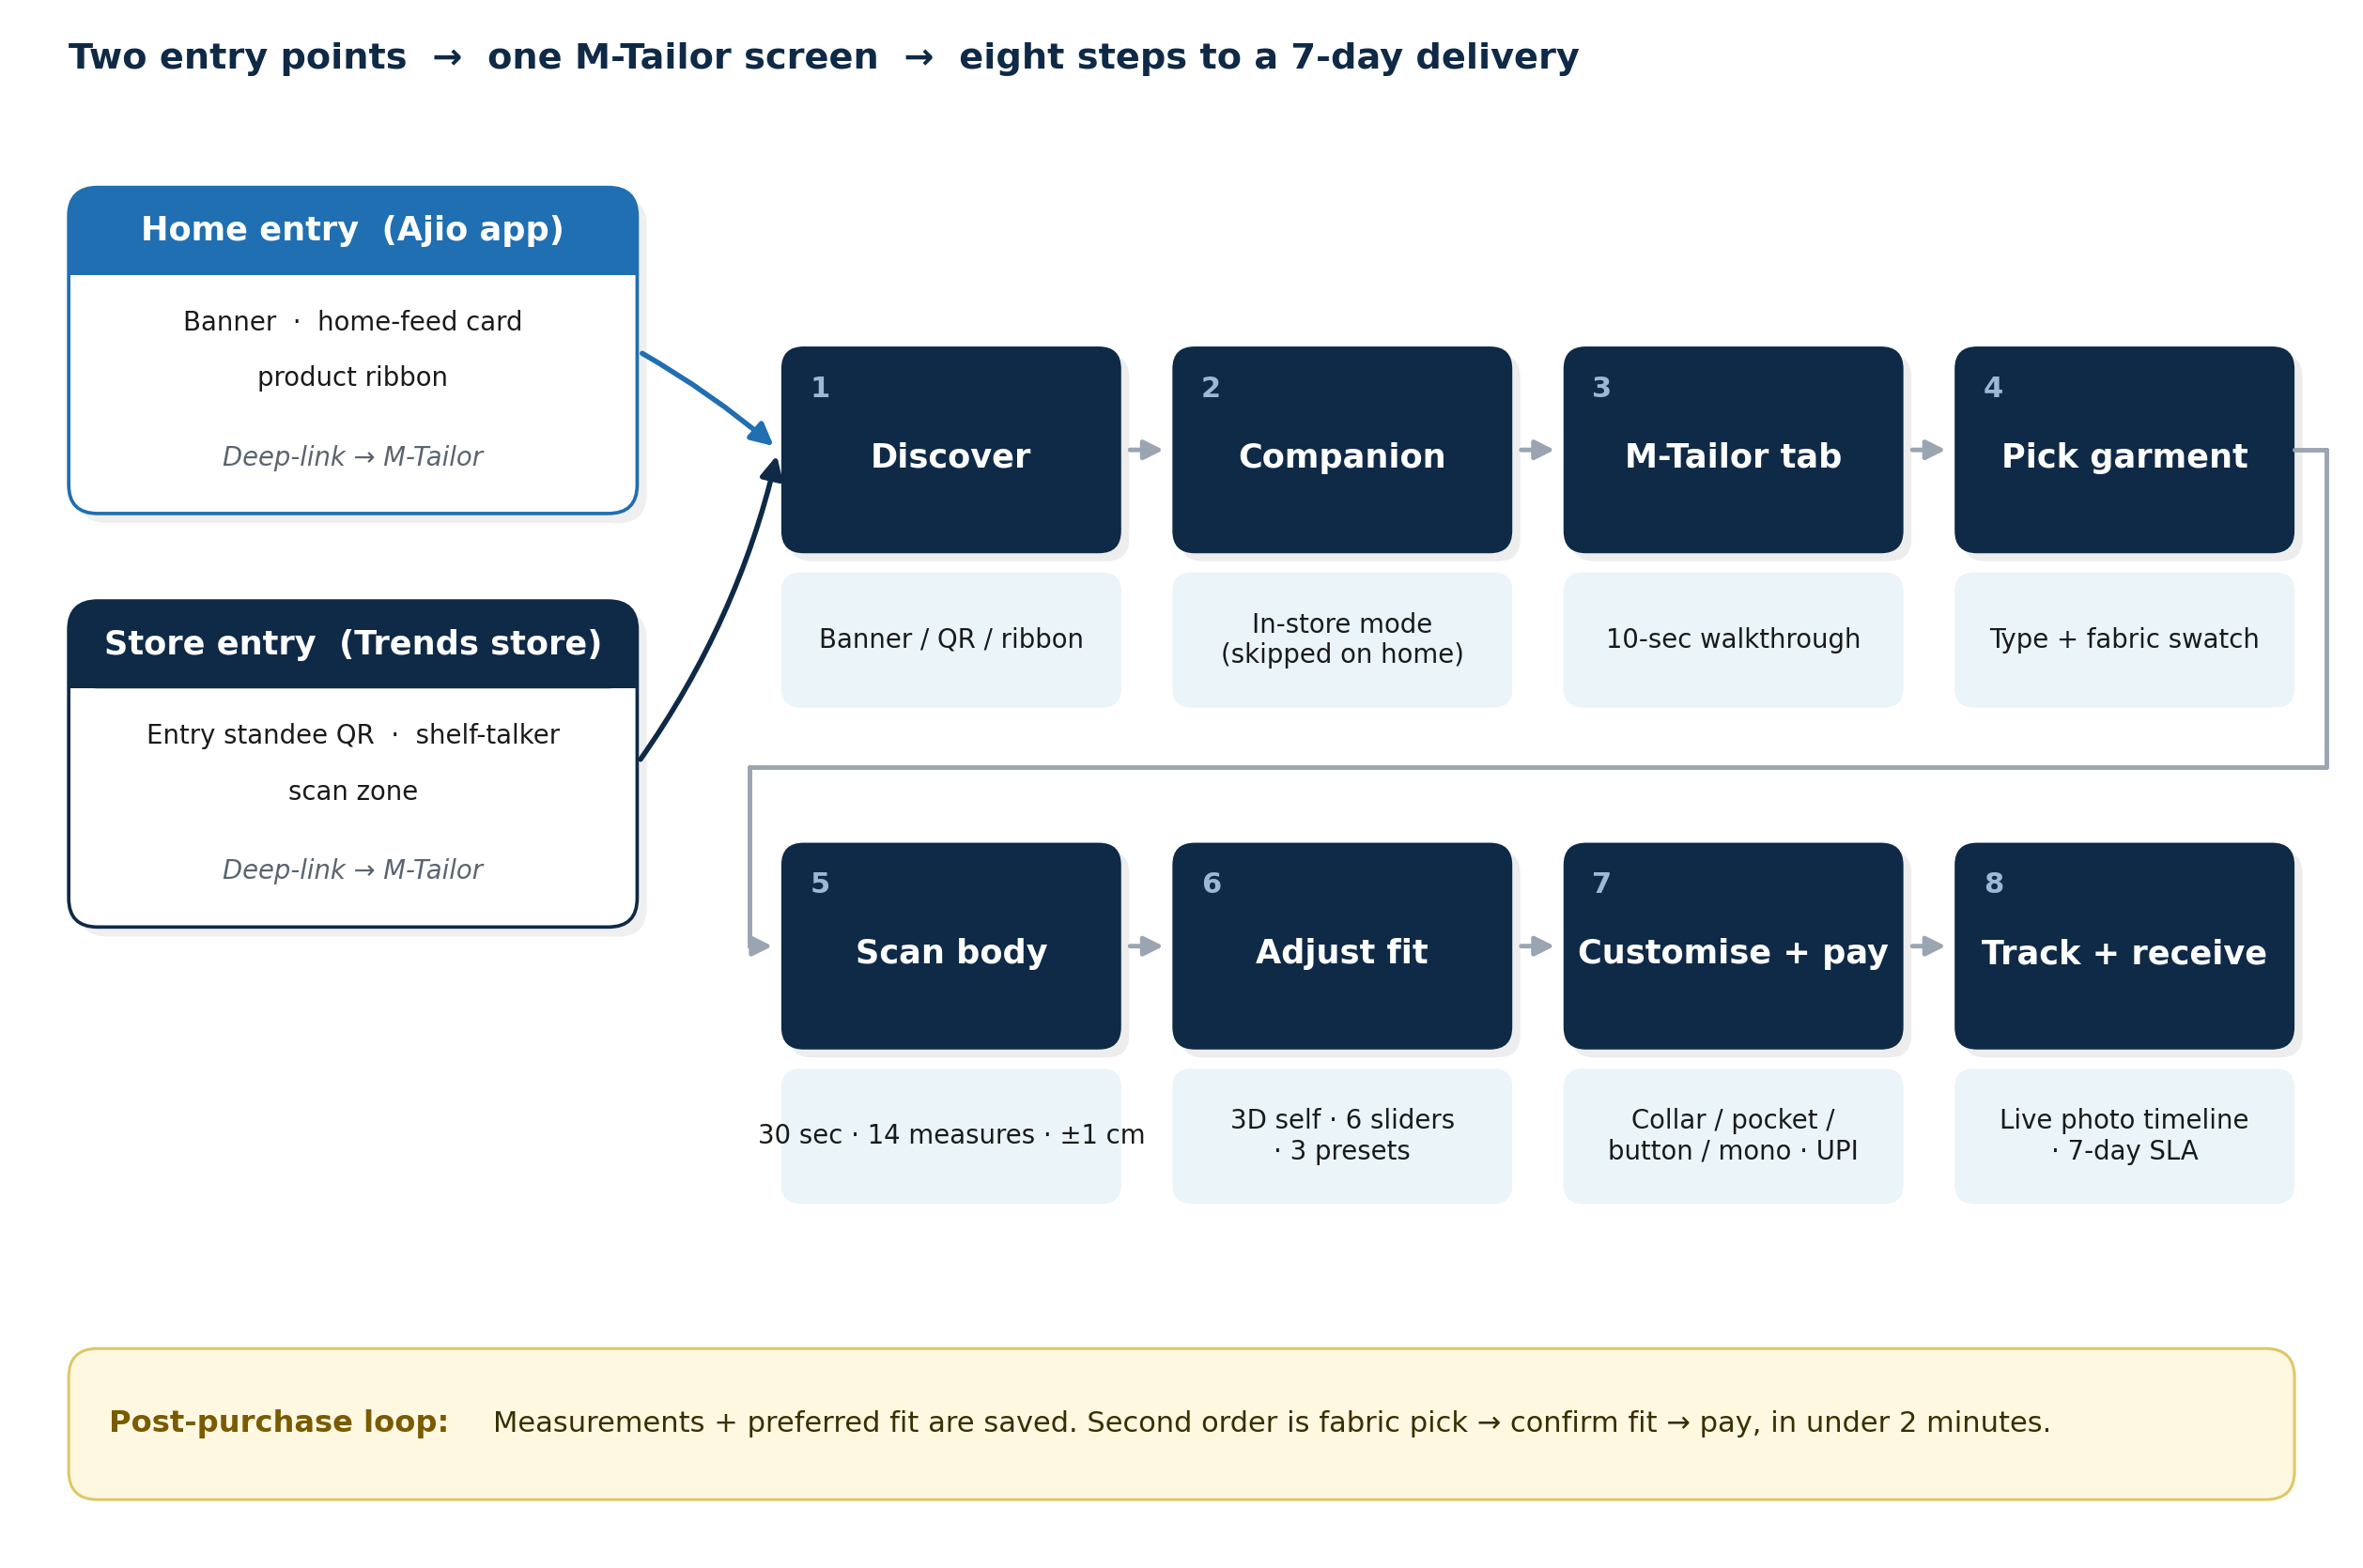 Two entry points → one M-Tailor screen → eight steps to a 7-day delivery
Home entry (Ajio app)
Banner · home-feed card
product ribbon
Deep-link → M-Tailor
Store entry (Trends store)
Entry standee QR · shelf-talker
scan zone
Deep-link → M-Tailor
1
Discover
Banner / QR / ribbon
2
Companion
In-store mode
(skipped on home)
3
M-Tailor tab
10-sec walkthrough
4
Pick garment
Type + fabric swatch
5
Scan body
30 sec · 14 measures · ±1 cm
6
Adjust fit
3D self · 6 sliders
· 3 presets
7
Customise + pay
Collar / pocket /
button / mono · UPI
8
Track + receive
Live photo timeline
· 7-day SLA
Post-purchase loop: Measurements + preferred fit are saved. Second order is fabric pick → confirm fit → pay, in under 2 minutes.